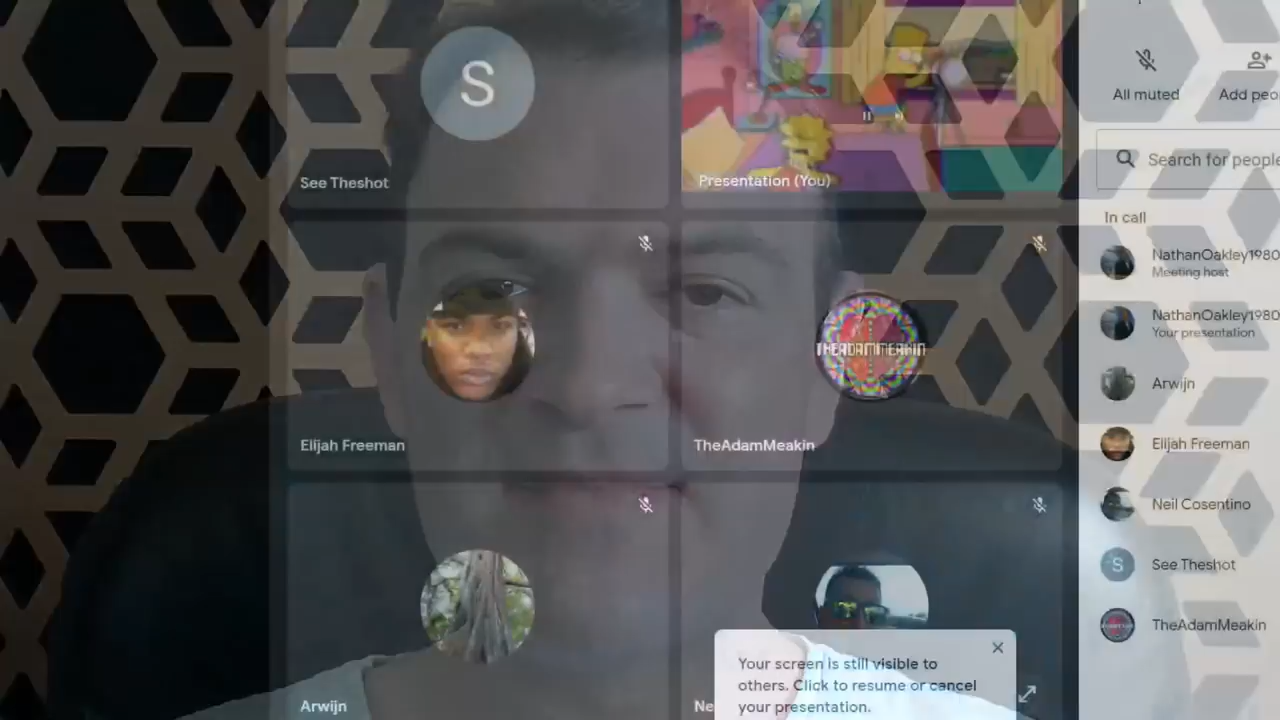 S
See Theshot
Presentation (You)
Elijah Freeman
THEADAMMEAKIN
TheAdamMeakin
Arwijn
Ne
Your screen is still visible to
others. Click to resume or cancel
your presentation.
All muted
Add peo
Search for people
In call
NathanOakley1980
Meeting host
NathanOakley1980
Your presentation
Arwijn
Elijah Freeman
Neil Cosentino
S
See Theshot
TheAdamMeakin